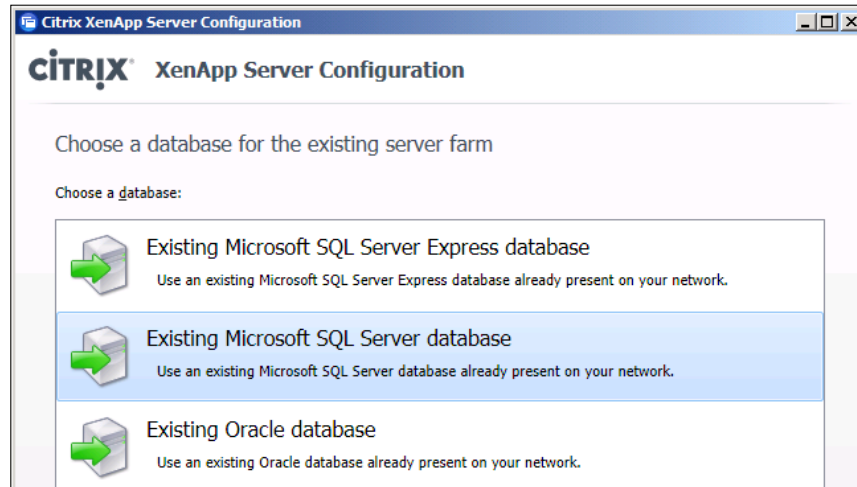 Citrix XenApp Server Configuration
CITRIX XenApp Server Configuration
Choose a database for the existing server farm
Choose a database:
Existing Microsoft SQL Server Express database
Use an existing Microsoft SQL Server Express database already present on your network.
Existing Microsoft SQL Server database
Use an existing Microsoft SQL Server database already present on your network.
Existing Oracle database
Use an existing Oracle database already present on your network.